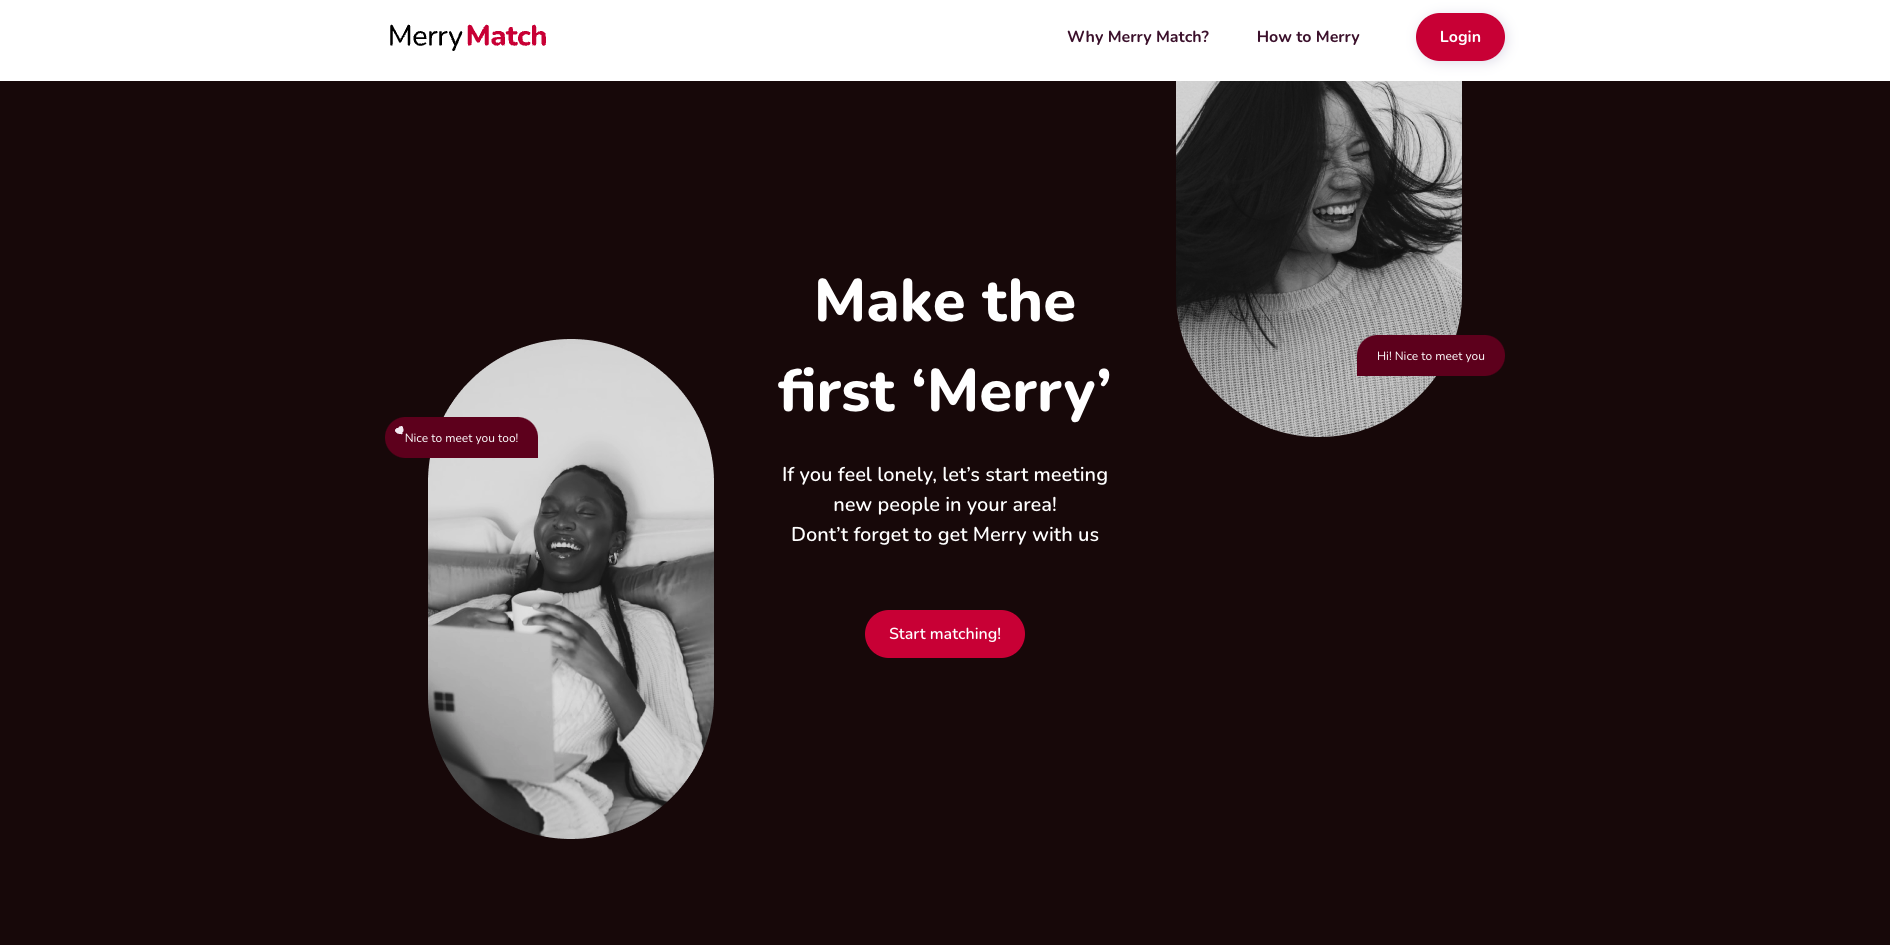 Merry Match
Why Merry Match?
How to Merry
Login
Make the
first ‘Merry’
Hi! Nice to meet you
Nice to meet you too!
If you feel lonely, let’s start meeting
new people in your area!
Dont’t forget to get Merry with us
Start matching!